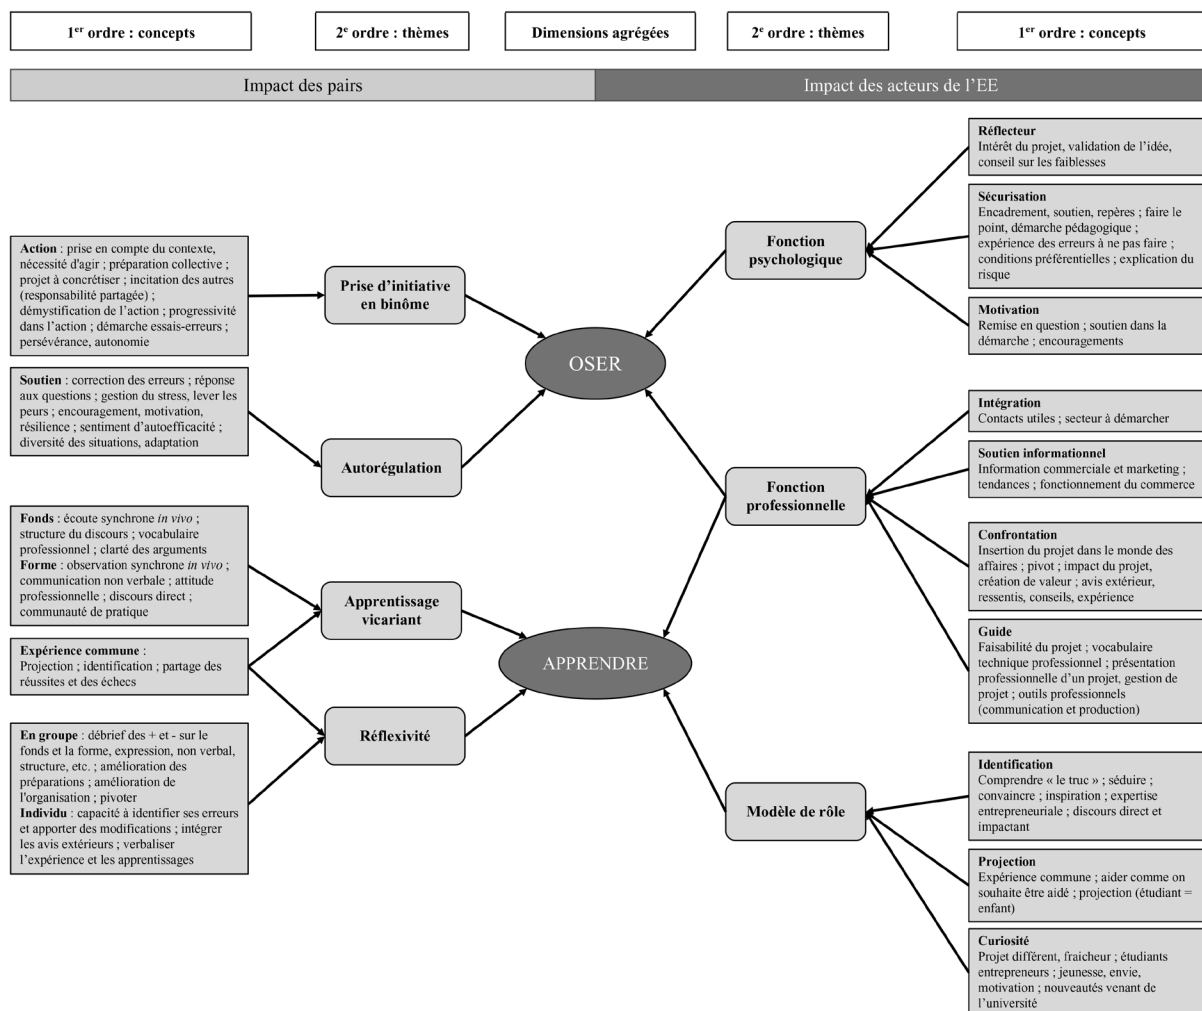 1er ordre : concepts
2e ordre : thèmes
Dimensions agrégées
2e ordre : thèmes
1er ordre : concepts
Impact des pairs
Impact des acteurs de l’EE
Action : prise en compte du contexte,
nécessité d'agir ; préparation collective ;
projet à concrétiser ; incitation des autres
(responsabilité partagée) ;
démystification de l’action ; progressivité
dans l’action ; démarche essais-erreurs ;
persévérance, autonomie
Soutien : correction des erreurs ; réponse
aux questions ; gestion du stress, lever les
peurs ; encouragement, motivation,
résilience ; sentiment d’autoefficacité ;
diversité des situations, adaptation
Fonds : écoute synchrone in vivo ;
structure du discours ; vocabulaire
professionnel ; clarté des arguments
Forme : observation synchrone in vivo ;
communication non verbale ; attitude
professionnelle ; discours direct ;
communauté de pratique
Expérience commune :
Projection ; identification ; partage des
réussites et des échecs
En groupe : débrief des + et - sur le
fonds et la forme, expression, non verbal,
structure, etc. ; amélioration des
préparations ; amélioration de
l'organisation ; pivoter
Individu : capacité à identifier ses erreurs
et apporter des modifications ; intégrer
les avis extérieurs ; verbaliser
l’expérience et les apprentissages
Prise d’initiative
en binôme
Autorégulation
Apprentissage
vicariant
Réflexivité
OSER
APPRENDRE
Fonction
psychologique
Fonction
professionnelle
Modèle de rôle
Réflecteur
Intérêt du projet, validation de l’idée,
conseil sur les faiblesses
Sécurisation
Encadrement, soutien, repères ; faire le
point, démarche pédagogique ;
expérience des erreurs à ne pas faire ;
conditions préférentielles ; explication du
risque
Motivation
Remise en question ; soutien dans la
démarche ; encouragements
Intégration
Contacts utiles ; secteur à démarcher
Soutien informationnel
Information commerciale et marketing ;
tendances ; fonctionnement du commerce
Confrontation
Insertion du projet dans le monde des
affaires ; pivot ; impact du projet,
création de valeur ; avis extérieur,
ressentis, conseils, expérience
Guide
Faisabilité du projet ; vocabulaire
technique professionnel ; présentation
professionnelle d’un projet, gestion de
projet ; outils professionnels
(communication et production)
Identification
Comprendre « le truc » ; séduire ;
convaincre ; inspiration ; expertise
entrepreneuriale ; discours direct et
impactant
Projection
Expérience commune ; aider comme on
souhaite être aidé ; projection (étudiant =
enfant)
Curiosité
Projet différent, fraicheur ; étudiants
entrepreneurs ; jeunesse, envie,
motivation ; nouveautés venant de
l’université